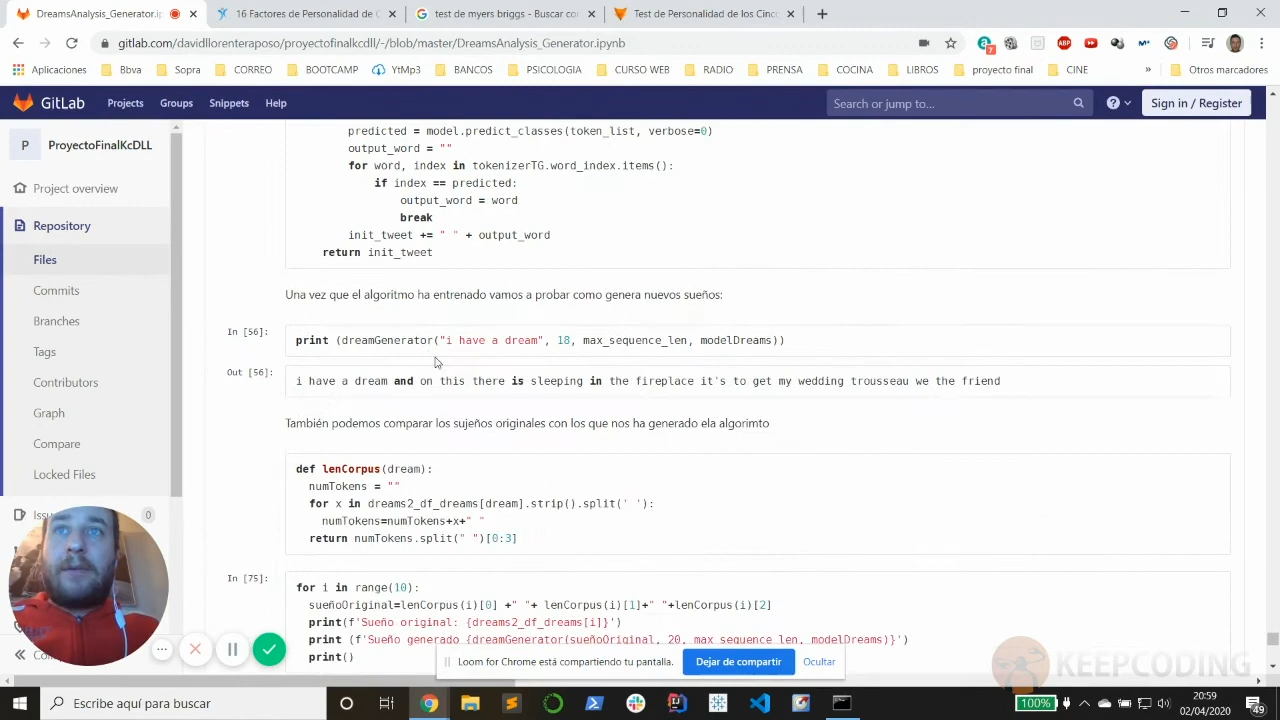 DreamsAnalysis_Generator.ip
16 Factores de Personalidad de C
test de myers briggs - Buscar con
Test de Personalidad de los Cinco
gitlab.com/davidllorenteraposo/proyectofinalkcdll/-/blob/master/DreamsAnalysis_Generator.ipynb
Aplicaciones
Bbva
Sopra
CORREO
BOOTCAMP
YtMp3
BANCOS
PSICOLOGIA
CURSO WEB
RADIO
PRENSA
COCINA
LIBROS
proyecto final
CINE
»
Otros marcadores
GitLab
Projects
Groups
Snippets
Help
Search or jump to...
Sign in / Register
P
ProyectoFinalKcDLL
Project overview
Repository
Files
Commits
Branches
Tags
Contributors
Graph
Compare
Locked Files
0
predicted = model.predict_classes(token_list, verbose=0)
output_word = ""
for word, index in tokenizerTG.word_index.items():
if index == predicted:
output_word = word
break
init_tweet += " " + output_word
return init_tweet
Una vez que el algoritmo ha entrenado vamos a probar como genera nuevos sueños:
In [56]:
print (dreamGenerator("i have a dream", 18, max_sequence_len, modelDreams))
Out [56]:
i have a dream and on this there is sleeping in the fireplace it's to get my wedding trousseau we the friend
También podemos comparar los sujeños originales con los que nos ha generado ela algorimto
def lenCorpus(dream):
numTokens = ""
for x in dreams2_df_dreams[dream].strip().split(' '):
numTokens=numTokens+x+" "
return numTokens.split(" ")[0:3]
In [75]:
for i in range(10):
sueñoOriginal=lenCorpus(i)[0] +" "+ lenCorpus(i)[1]+" "+lenCorpus(i)[2]
print(f'Sueño original: {dreams2_df_dreams[i]}')
print (f'Sueño generado {dreamGenerator(sueñoOriginal, 20, max_sequence_len, modelDreams)}')
print()
Loom for Chrome está compartiendo tu pantalla.
Dejar de compartir
Ocultar
KEEPCODING
Escribe aquí para buscar
100%
20:59
02/04/2020
49